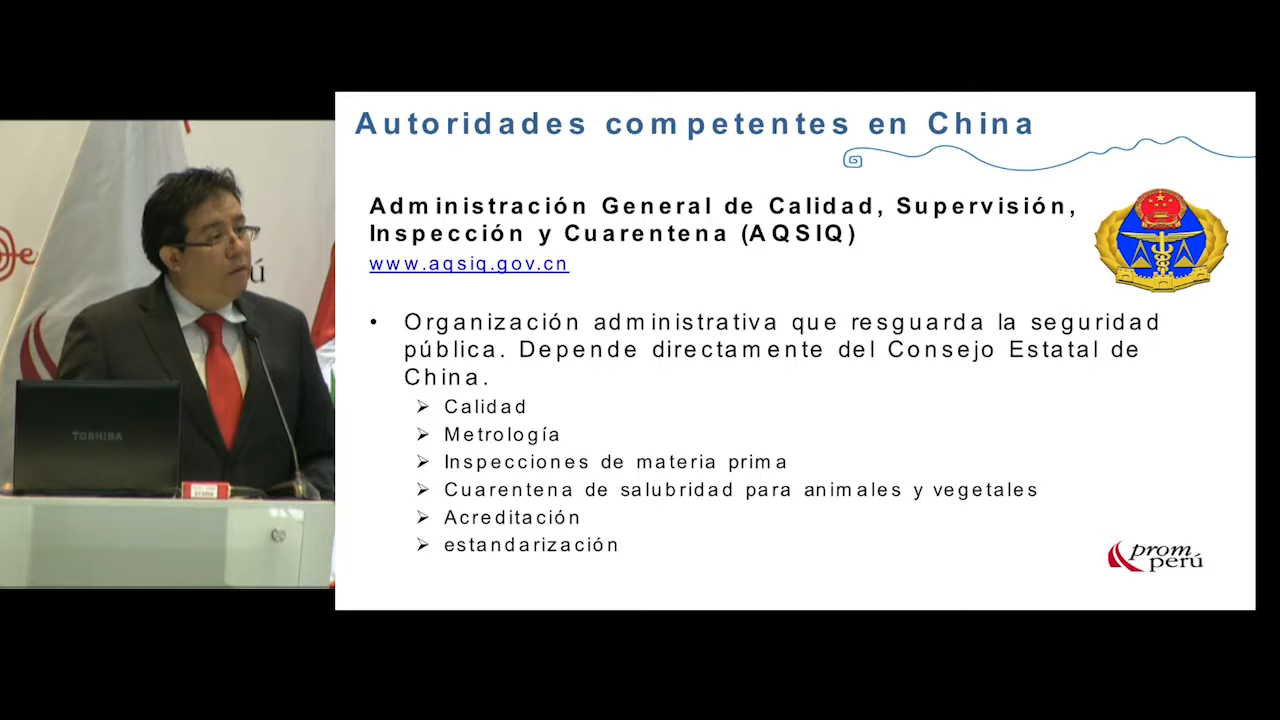 Autoridades competentes en China
Administración General de Calidad, Supervisión,
Inspección y Cuarentena (AQSIQ)
www.aqsiq.gov.cn
• Organización administrativa que resguarda la seguridad
pública. Depende directamente del Consejo Estatal de
China.
➢ Calidad
➢ Metrología
➢ Inspecciones de materia prima
➢ Cuarentena de salubridad para animales y vegetales
➢ Acreditación
➢ estandarización
prom
perú
TOSHIBA